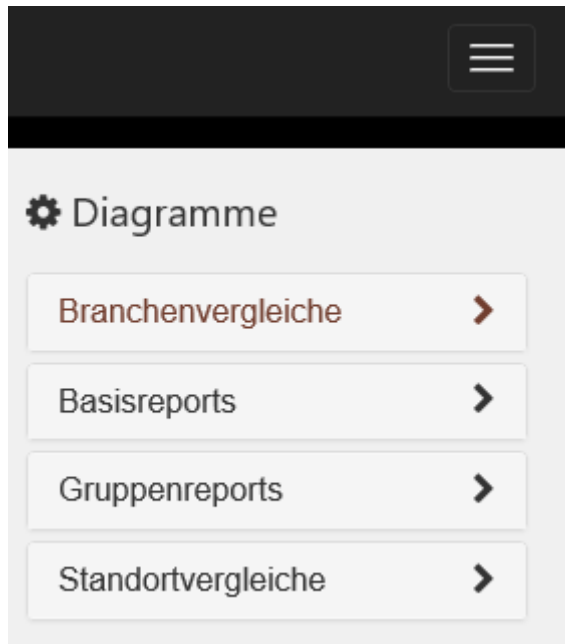 Diagramme
Branchenvergleiche
Basisreports
Gruppenreports
Standortvergleiche